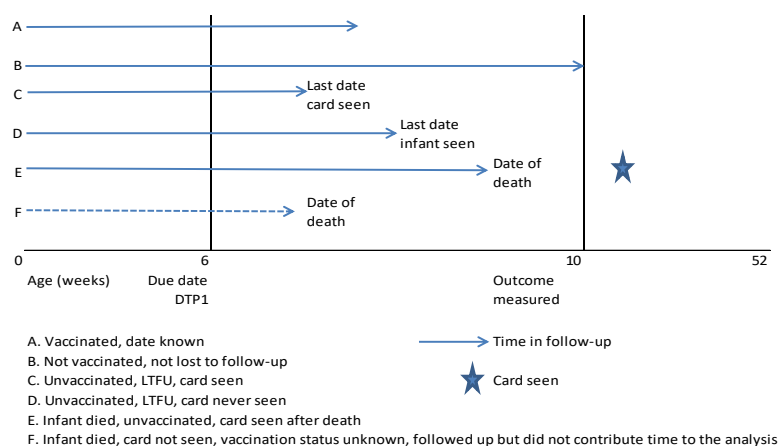 A
B
C
Last date
card seen
D
Last date
infant seen
E
Date of
death
F
Date of
death
0
6
10
52
Age (weeks)
Due date
DTP1
Outcome
measured
A. Vaccinated, date known
B. Not vaccinated, not lost to follow-up
C. Unvaccinated, LTFU, card seen
D. Unvaccinated, LTFU, card never seen
E. Infant died, unvaccinated, card seen after death
F. Infant died, card not seen, vaccination status unknown, followed up but did not contribute time to the analysis
Time in follow-up
Card seen